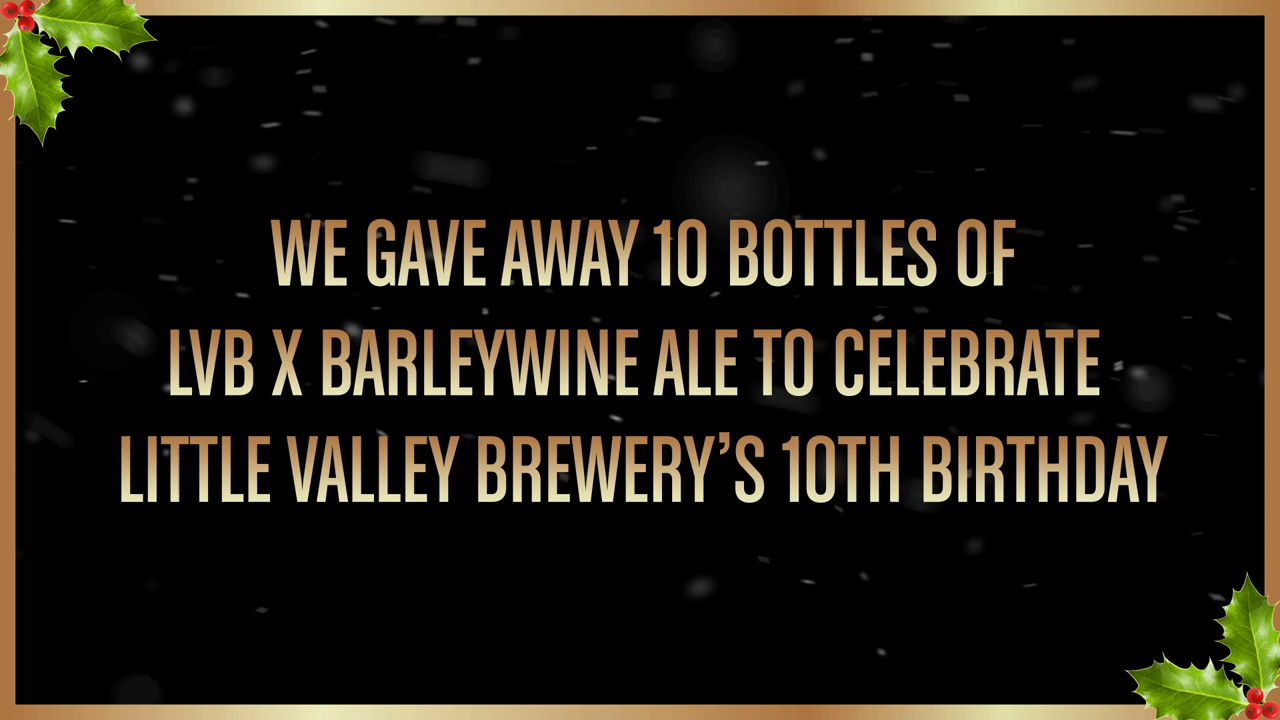 WE GAVE AWAY 10 BOTTLES OF
LVB X BARLEYWINE ALE TO CELEBRATE
LITTLE VALLEY BREWERY’S 10TH BIRTHDAY